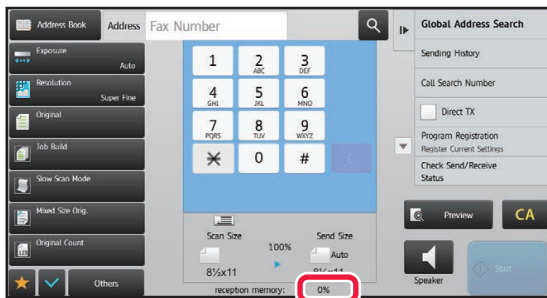 Address Book
Address
Fax Number
Global Address Search
Exposure
Auto
Resolution
Super Fine
Original
Job Build
Slow Scan Mode
Mixed Size Orig.
Original Count
Others
1
2
ABC
3
DEF
4
GHI
5
JKL
6
MNO
7
PQRS
8
TUV
9
WXYZ
0
#
C
Scan Size
100%
Send Size
Auto
8½x11
8½x11
reception memory:
0%
Sending History
Call Search Number
Direct TX
Program Registration
Register Current Settings
Check Send/Receive
Status
Preview
CA
Speaker
Start